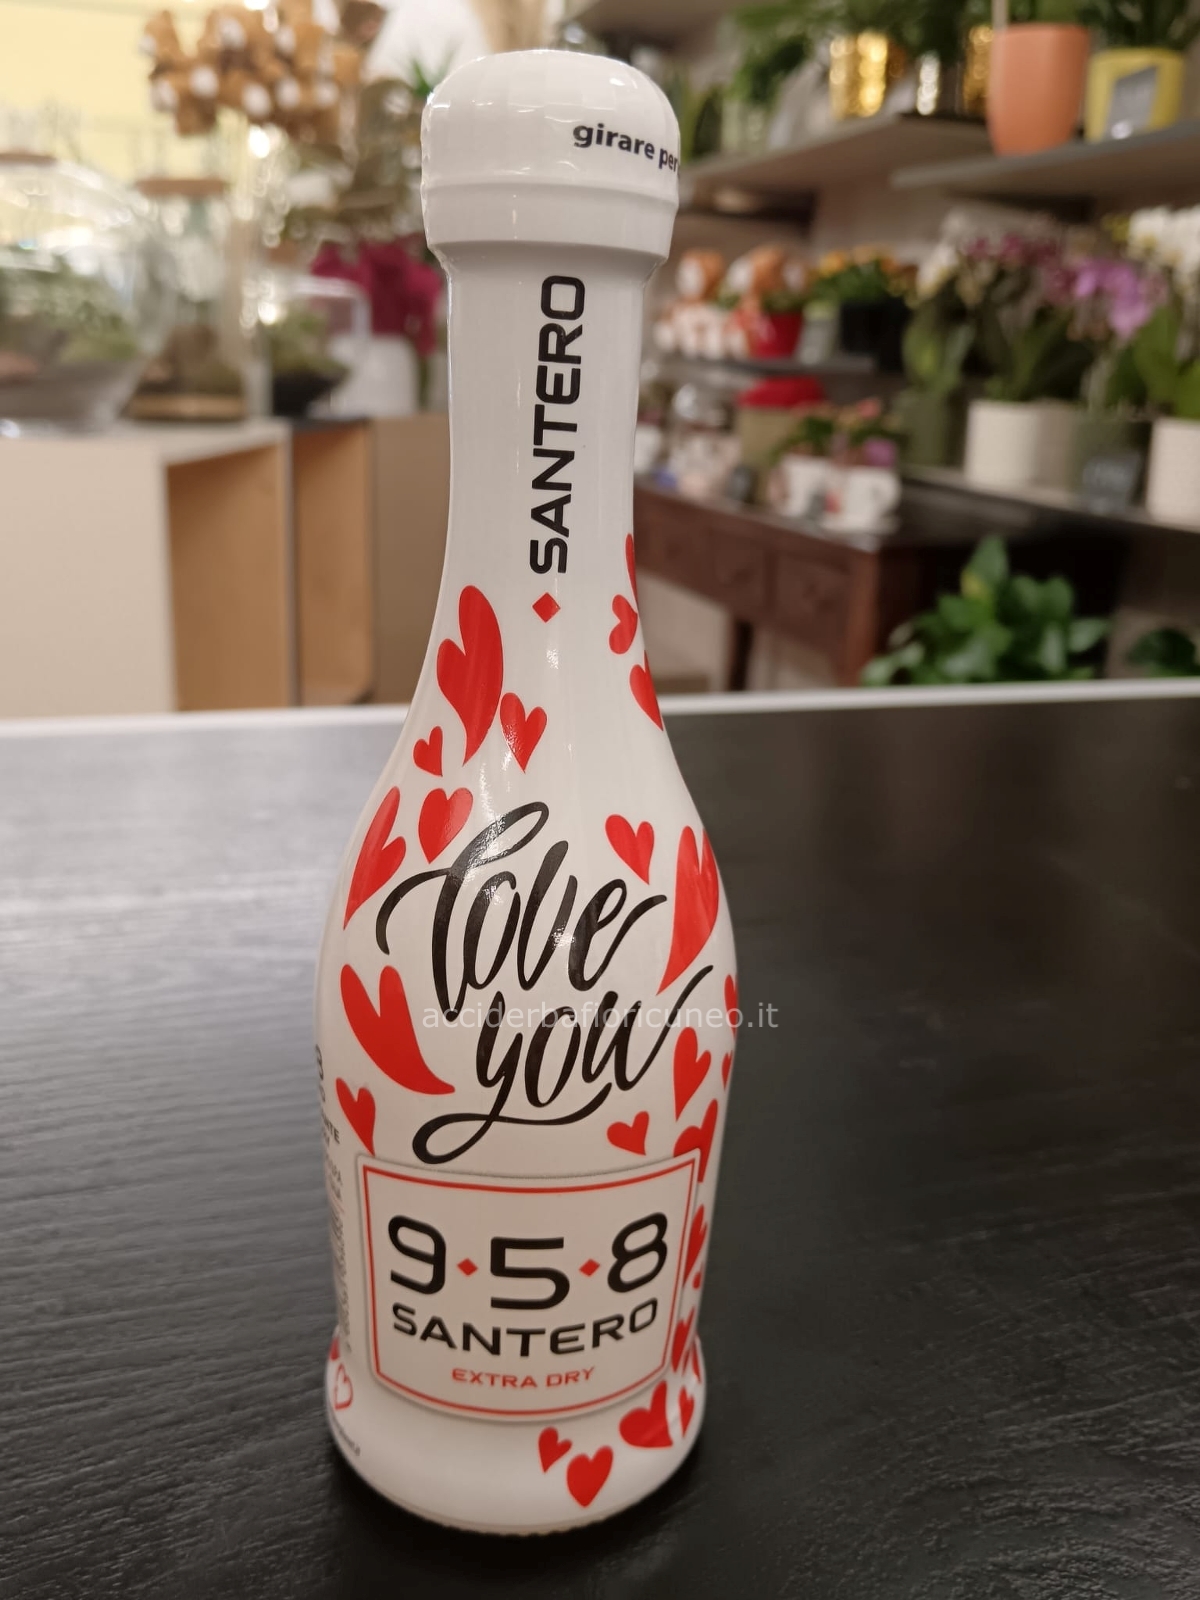 girare per
SANTERO
love
you
acciderbafioricuneo.it
9·5·8
SANTERO
EXTRA DRY